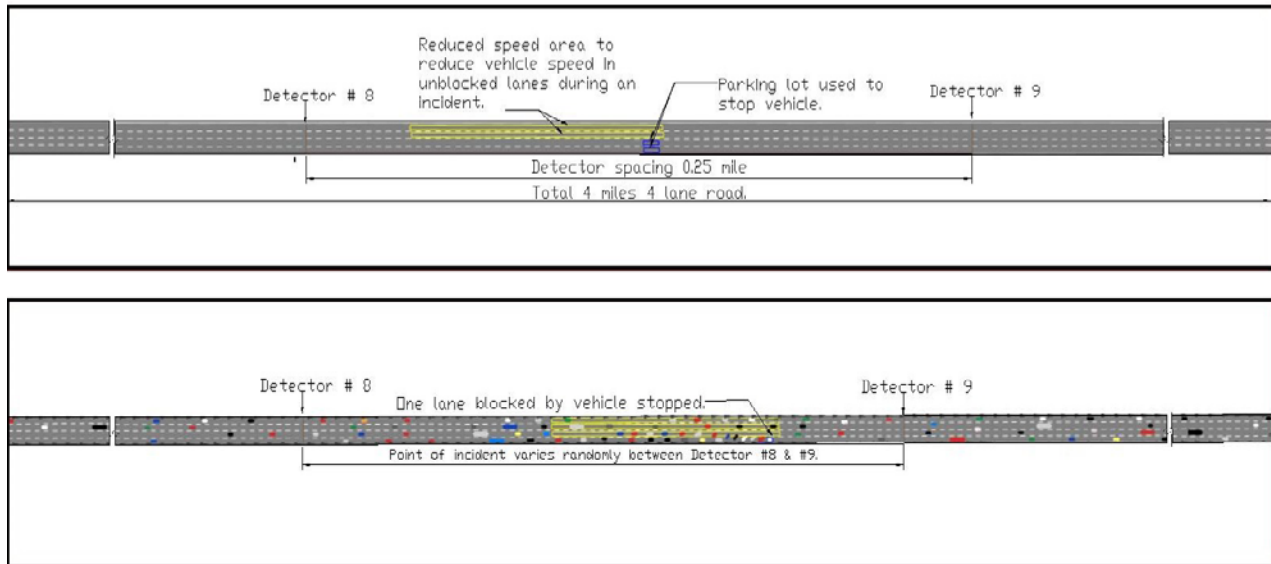 Reduced speed area to
reduce vehicle speed in
unblocked lanes during an
incident.
Detector # 8
Parking lot used to
stop vehicle.
Detector # 9
Detector spacing 0.25 mile
Total 4 miles 4 lane road.
Detector # 8
Detector # 9
One lane blocked by vehicle stopped.
Point of incident varies randomly between Detector #8 & #9.